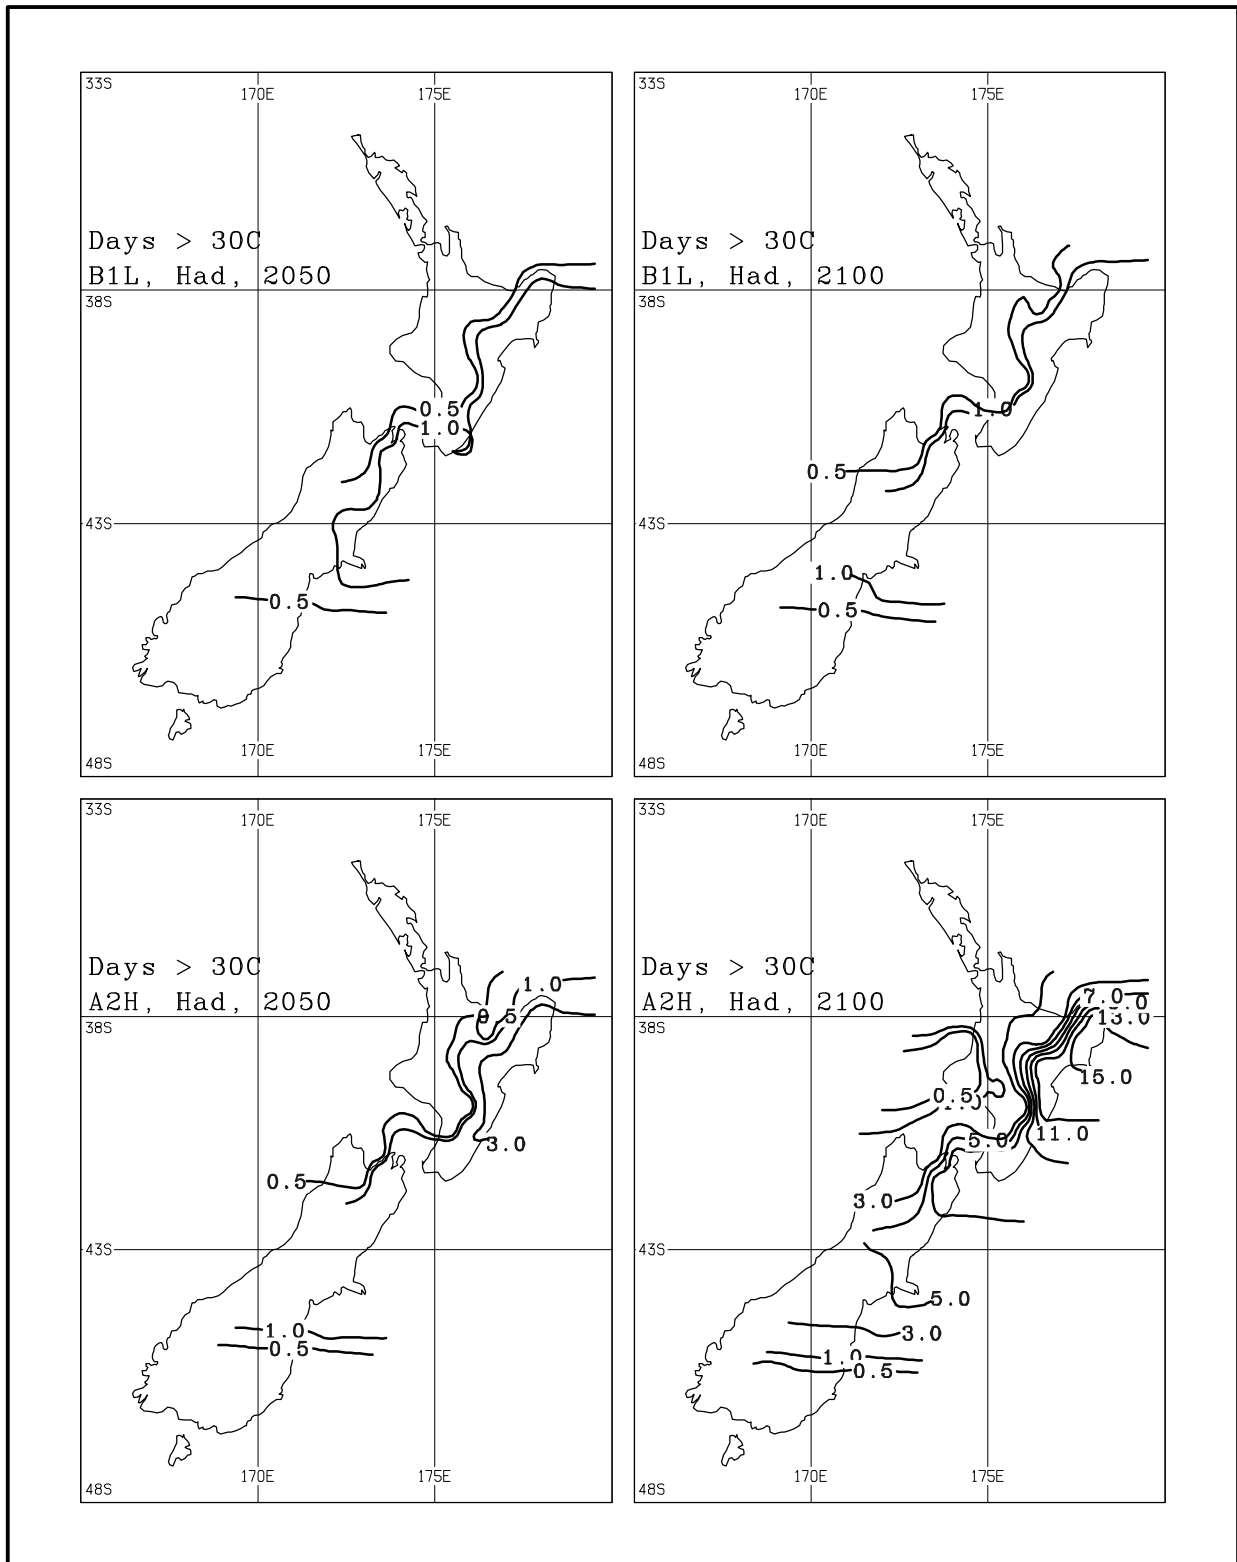 33S
170E 175E
Days > 30C
B1L, Had, 2050
38S
0.5
1.0
43S
0.5
170E 175E
48S
33S
170E 175E
Days > 30C
B1L, Had, 2100
38S
1.0
0.5
43S
1.0
0.5
170E 175E
48S
33S
170E 175E
Days > 30C
1.0
A2H, Had, 2050
0.5
38S
3.0
0.5
43S
1.0
0.5
170E 175E
48S
33S
170E 175E
Days > 30C
A2H, Had, 2100
7.0
13.0
38S
15.0
0.5
1.0
11.0
5.0
3.0
43S
5.0
3.0
1.0
0.5
170E 175E
48S